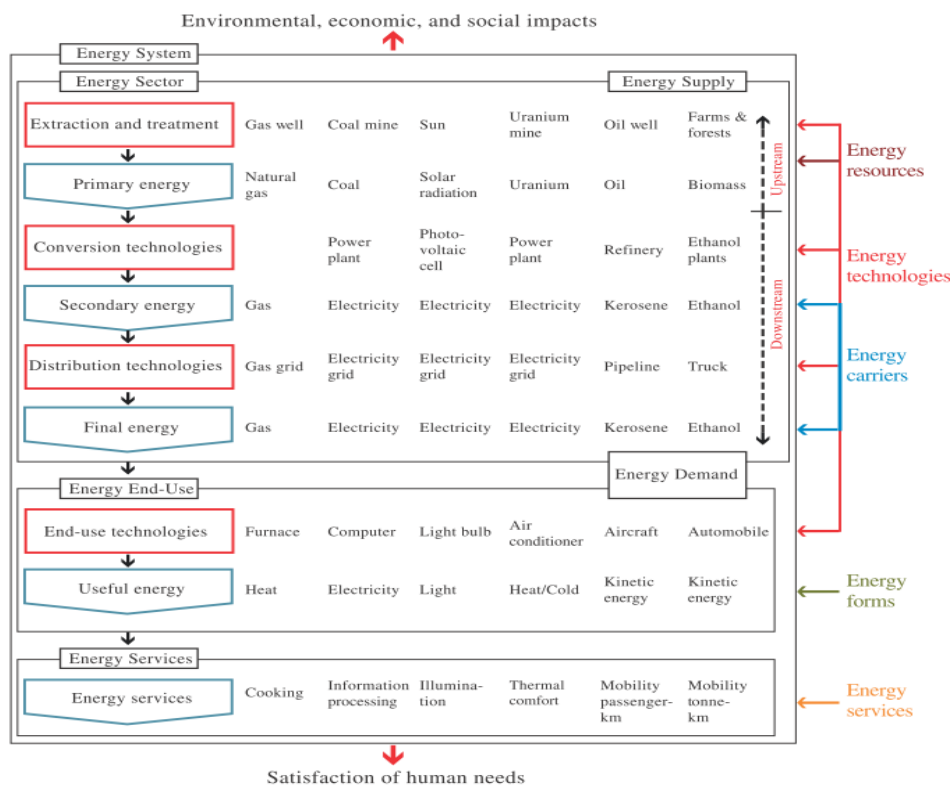 Environmental, economic, and social impacts
Energy System
Energy Sector
Energy Supply
Extraction and treatment
Gas well
Coal mine
Sun
Uranium
mine
Oil well
Farms &
forests
Primary energy
Natural
gas
Coal
Solar
radiation
Uranium
Oil
Biomass
Upstream
Energy
resources
Conversion technologies
Power
plant
Photo-
voltaic
cell
Power
plant
Refinery
Ethanol
plants
Energy
technologies
Secondary energy
Gas
Electricity
Electricity
Electricity
Kerosene
Ethanol
Downstream
Distribution technologies
Gas grid
Electricity
grid
Electricity
grid
Electricity
grid
Pipeline
Truck
Energy
carriers
Final energy
Gas
Electricity
Electricity
Electricity
Kerosene
Ethanol
Energy Demand
Energy End-Use
End-use technologies
Furnace
Computer
Light bulb
Air
conditioner
Aircraft
Automobile
Useful energy
Heat
Electricity
Light
Heat/Cold
Kinetic
energy
Kinetic
energy
Energy
forms
Energy Services
Energy services
Cooking
Information
processing
Illumina-
tion
Thermal
comfort
Mobility
passenger-
km
Mobility
tonne-
km
Energy
services
Satisfaction of human needs